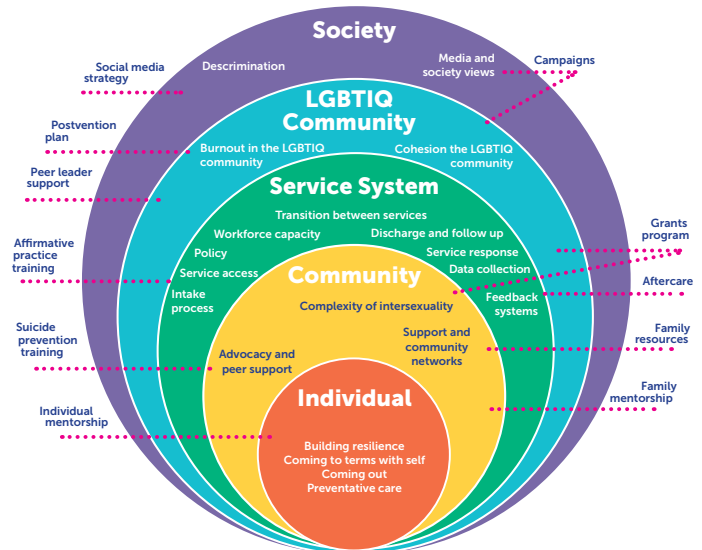 Society
Descrimination
Media and
society views
Campaigns
Social media
strategy
LGBTIQ
Community
Postvention
plan
Burnout in the LGBTIQ
community
Cohesion the LGBTIQ
community
Peer leader
support
Service System
Transition between services
Workforce capacity
Discharge and follow up
Grants
program
Policy
Service response
Affirmative
practice
training
Service access
Community
Data collection
Aftercare
Intake
process
Complexity of intersexuality
Feedback
systems
Suicide
prevention
training
Advocacy and
peer support
Support and
community
networks
Family
resources
Individual
mentorship
Individual
Family
mentorship
Building resilience
Coming to terms with self
Coming out
Preventative care